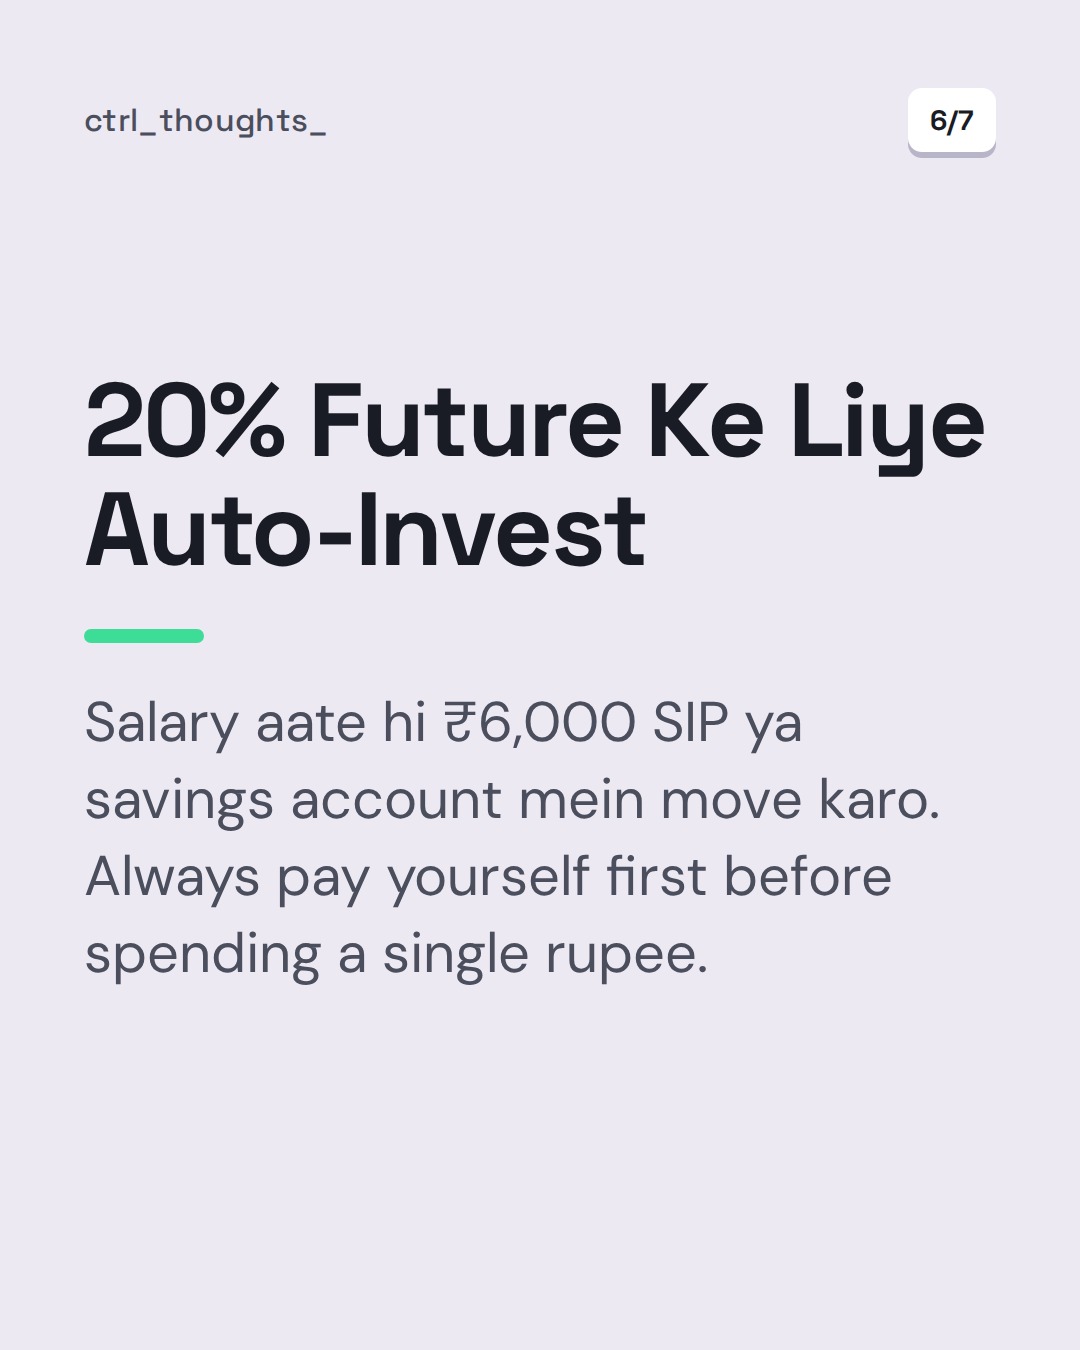 ctrl_thoughts_
6/7
20% Future Ke Liye
Auto-Invest
Salary aate hi ₹6,000 SIP ya
savings account mein move karo.
Always pay yourself first before
spending a single rupee.